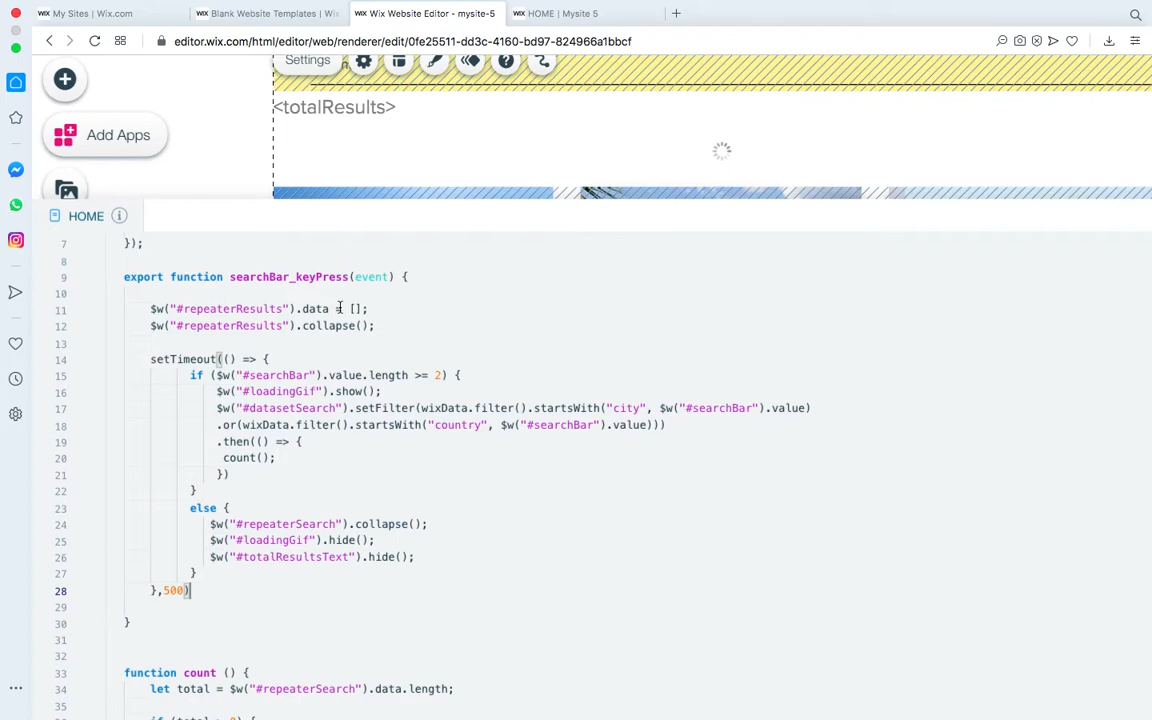 WIX My Sites | Wix.com
WIX Blank Website Templates | Wi
WIX Wix Website Editor - mysite-5
WIX HOME | Mysite 5
editor.wix.com/html/editor/web/renderer/edit/0fe25511-dd3c-4160-bd97-824966a1bbcf
Settings
<totalResults>
Add Apps
HOME
7 });
8
9 export function searchBar_keyPress(event) {
10
11 $w("#repeaterResults").data = [];
12 $w("#repeaterResults").collapse();
13
14 setTimeout(() => {
15 if ($w("#searchBar").value.length >= 2) {
16 $w("#loadingGif").show();
17 $w("#datasetSearch").setFilter(wixData.filter().startsWith("city", $w("#searchBar").value)
18 .or(wixData.filter().startsWith("country", $w("#searchBar").value)))
19 .then(() => {
20 count();
21 })
22 }
23 else {
24 $w("#repeaterSearch").collapse();
25 $w("#loadingGif").hide();
26 $w("#totalResultsText").hide();
27 }
28 },500)
29
30 }
31
32
33 function count () {
34 let total = $w("#repeaterSearch").data.length;
35